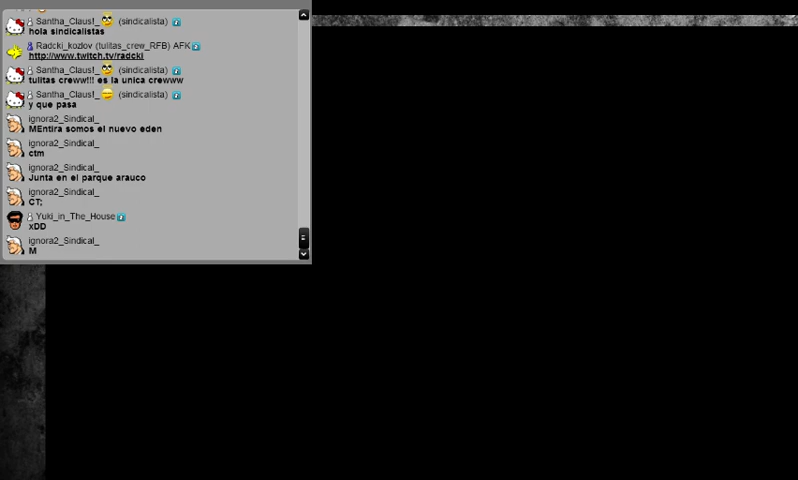 Santha_Claus!_ (sindicalista)
hola sindicalistas
Radcki_kozlov (tulitas_crew_RFB) AFK
http://www.twitch.tv/radcki
Santha_Claus!_ (sindicalista)
tulitas creww!!! es la unica crewww
Santha_Claus!_ (sindicalista)
y que pasa
ignora2_Sindical_
MEntira somos el nuevo eden
ignora2_Sindical_
ctm
ignora2_Sindical_
Junta en el parque arauco
ignora2_Sindical_
CT;
Yuki_in_The_House
xDD
ignora2_Sindical_
M